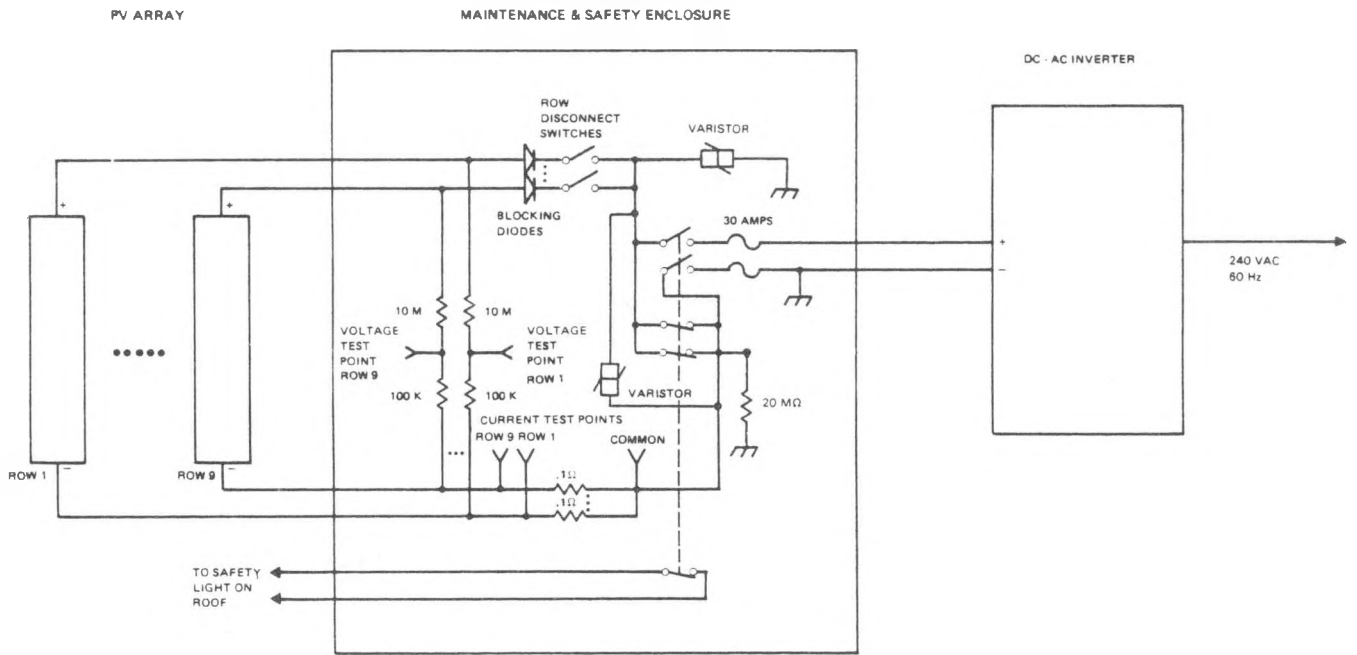 PV ARRAY
MAINTENANCE & SAFETY ENCLOSURE
DC - AC INVERTER
ROW
DISCONNECT
SWITCHES
VARISTOR
+
+
BLOCKING
DIODES
30 AMPS
+
−
240 VAC
60 Hz
10 M
10 M
VOLTAGE
TEST
POINT
ROW 9
VOLTAGE
TEST
POINT
ROW 1
100 K
100 K
VARISTOR
20 MΩ
CURRENT TEST POINTS
ROW 9 ROW 1
COMMON
ROW 1
−
ROW 9
−
.1Ω
.1Ω
TO SAFETY
LIGHT ON
ROOF